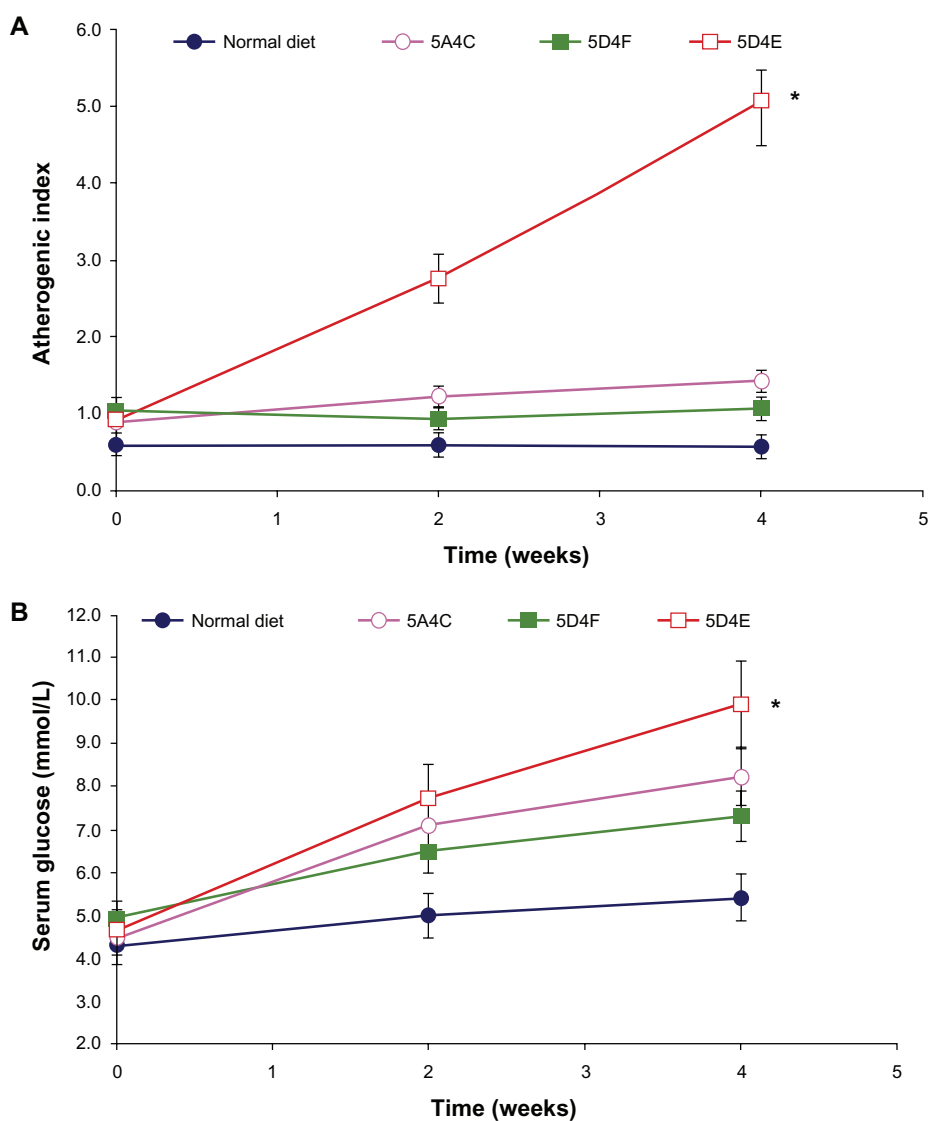 A
Normal diet 5A4C 5D4F 5D4E
6.0
5.0
4.0
3.0
2.0
1.0
0.0
*
Atherogenic index
0 1 2 3 4 5
Time (weeks)
B
Normal diet 5A4C 5D4F 5D4E
12.0
11.0
10.0
9.0
8.0
7.0
6.0
5.0
4.0
3.0
2.0
*
Serum glucose (mmol/L)
0 1 2 3 4 5
Time (weeks)